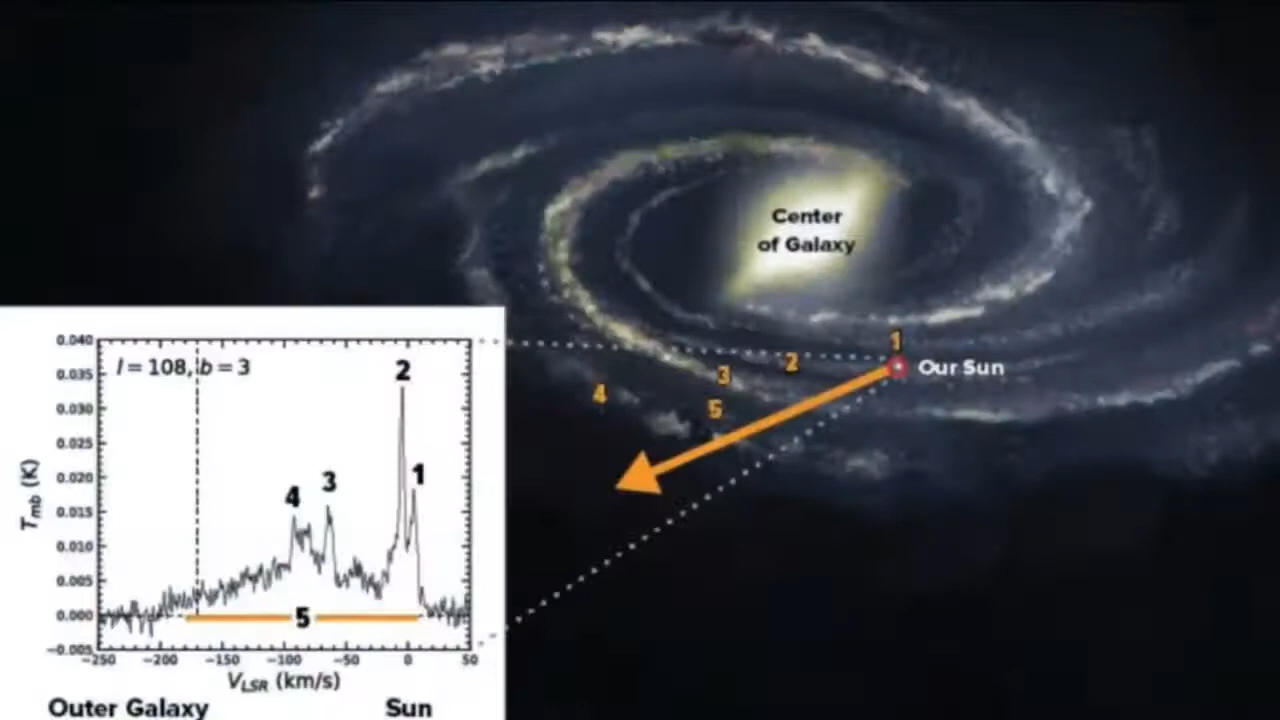 Center
of Galaxy
1
Our Sun
2
3
4
5
l = 108, b = 3
2
1
3
4
5
0.040
0.035
0.030
0.025
0.020
0.015
0.010
0.005
0.000
−0.005
T_mb (K)
−250 −200 −150 −100 −50 0 50
V_LSR (km/s)
Outer Galaxy Sun